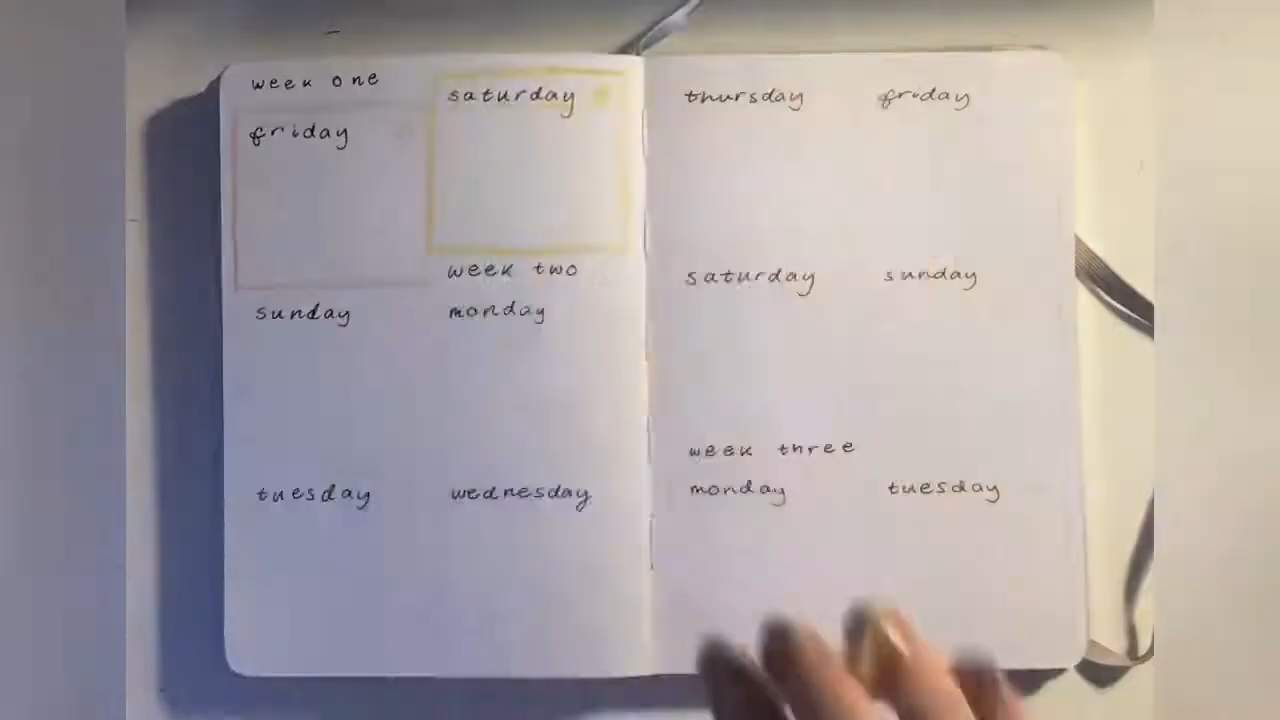 week one
friday
saturday
sunday
week two
monday
tuesday
wednesday
thursday
friday
saturday
sunday
week three
monday
tuesday